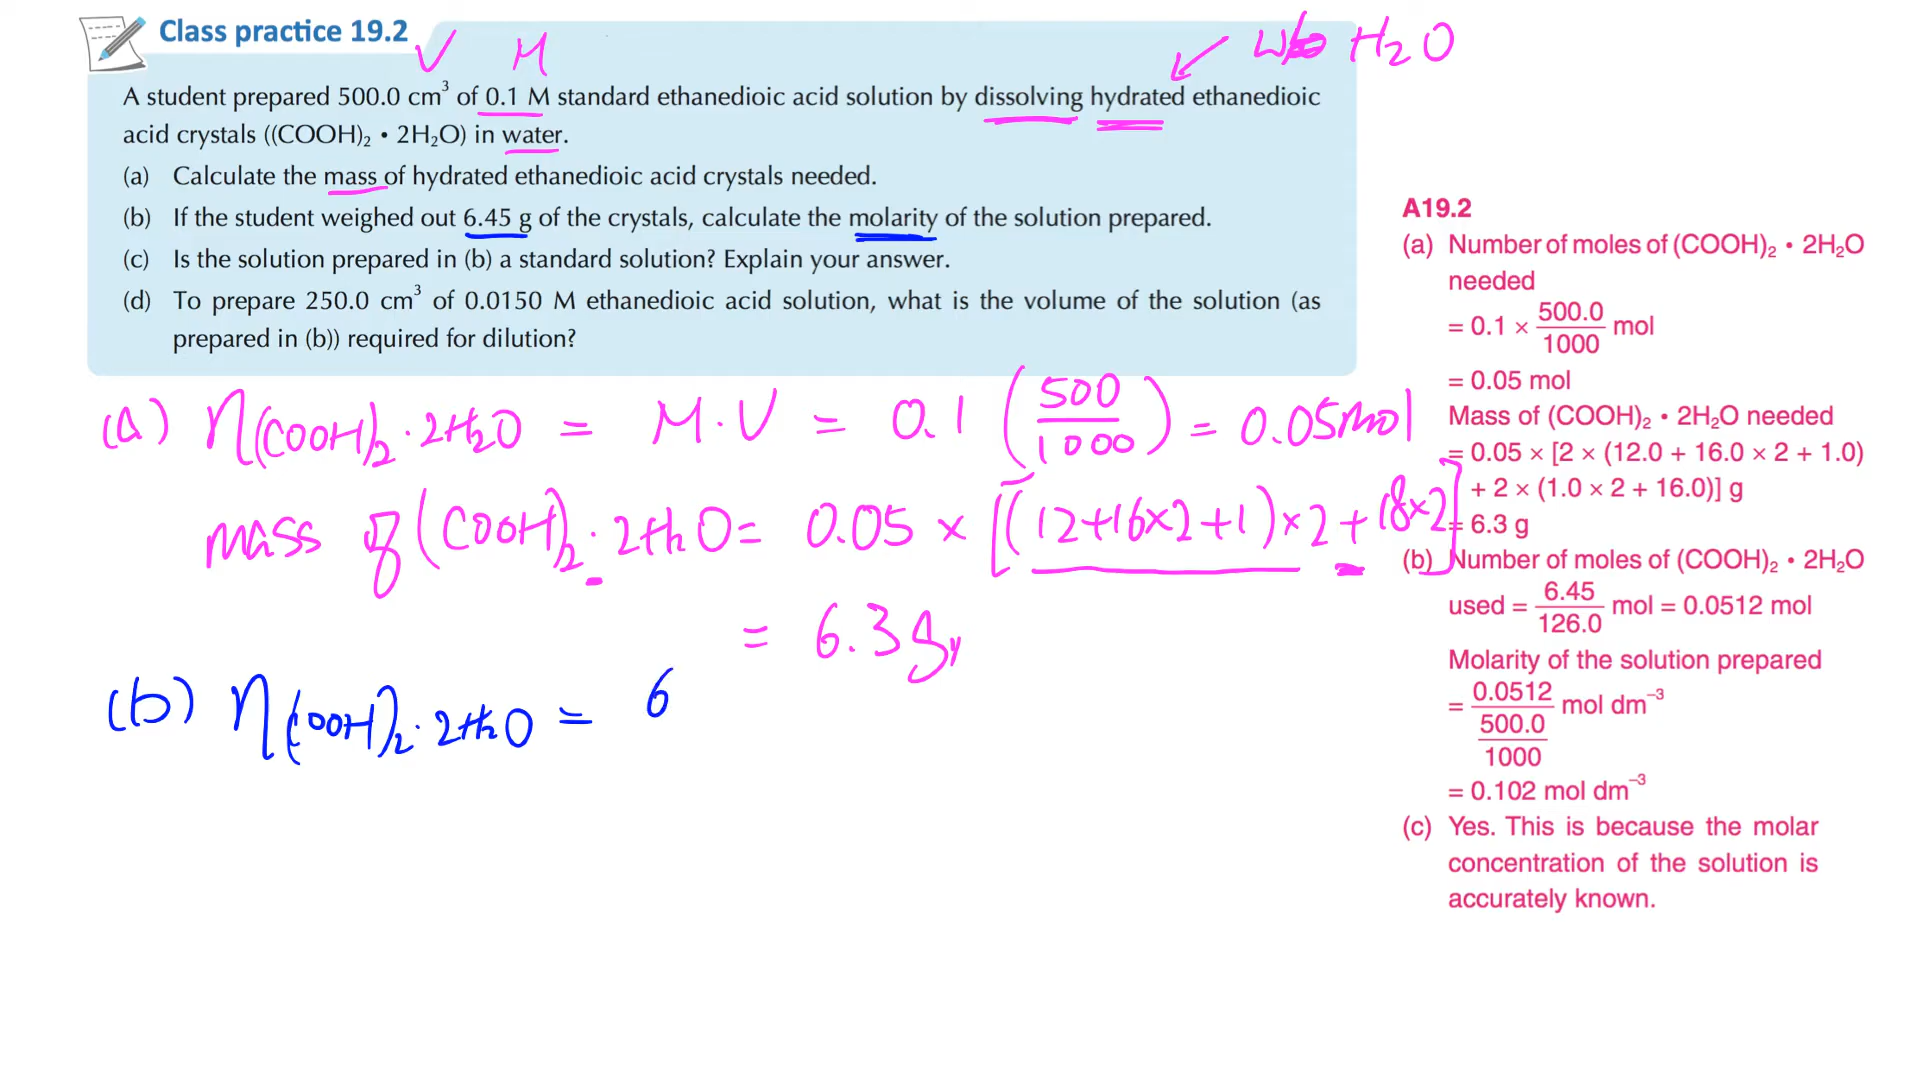 Class practice 19.2
V M
w/o H₂O
A student prepared 500.0 cm³ of 0.1 M standard ethanedioic acid solution by dissolving hydrated ethanedioic
acid crystals ((COOH)₂ • 2H₂O) in water.
(a) Calculate the mass of hydrated ethanedioic acid crystals needed.
(b) If the student weighed out 6.45 g of the crystals, calculate the molarity of the solution prepared.
(c) Is the solution prepared in (b) a standard solution? Explain your answer.
(d) To prepare 250.0 cm³ of 0.0150 M ethanedioic acid solution, what is the volume of the solution (as
prepared in (b)) required for dilution?
(a) n(COOH)₂·2H₂O = M·V = 0.1 (500/1000) = 0.05mol
mass of (COOH)₂·2H₂O = 0.05 × [(12+16×2+1)×2+18×2]
= 6.3g
(b) n(COOH)₂·2H₂O = 6
A19.2
(a) Number of moles of (COOH)₂ • 2H₂O
needed
= 0.1 × 500.0/1000 mol
= 0.05 mol
Mass of (COOH)₂ • 2H₂O needed
= 0.05 × [2 × (12.0 + 16.0 × 2 + 1.0)
+ 2 × (1.0 × 2 + 16.0)] g
= 6.3 g
(b) Number of moles of (COOH)₂ • 2H₂O
used = 6.45/126.0 mol = 0.0512 mol
Molarity of the solution prepared
= 0.0512/(500.0/1000) mol dm⁻³
= 0.102 mol dm⁻³
(c) Yes. This is because the molar
concentration of the solution is
accurately known.